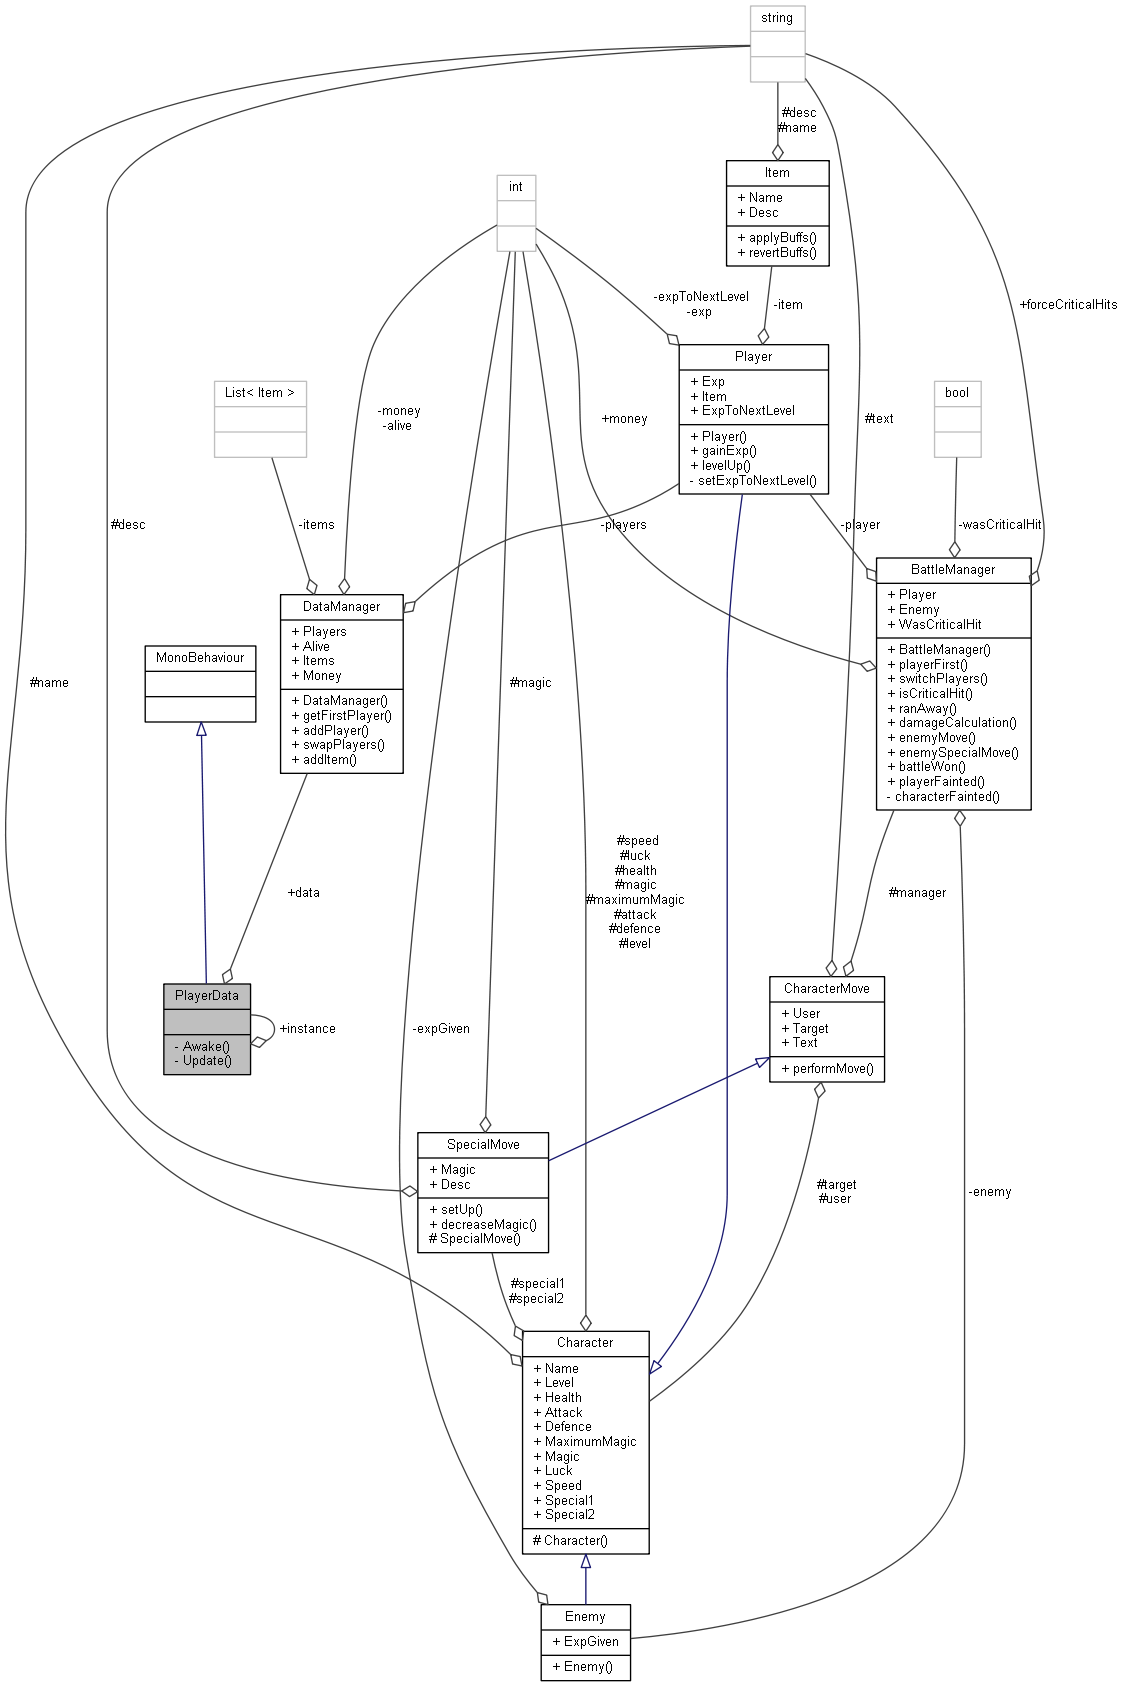 string
#desc
#name
int
Item
+ Name
+ Desc
+ applyBuffs()
+ revertBuffs()
-expToNextLevel
-exp
-item
+forceCriticalHits
Player
+ Exp
+ Item
+ ExpToNextLevel
+ Player()
+ gainExp()
+ levelUp()
- setExpToNextLevel()
List< Item >
bool
-money
-alive
+money
#text
#desc
-items
-players
-player
-wasCriticalHit
BattleManager
+ Player
+ Enemy
+ WasCriticalHit
+ BattleManager()
+ playerFirst()
+ switchPlayers()
+ isCriticalHit()
+ ranAway()
+ damageCalculation()
+ enemyMove()
+ enemySpecialMove()
+ battleWon()
+ playerFainted()
- characterFainted()
DataManager
+ Players
+ Alive
+ Items
+ Money
+ DataManager()
+ getFirstPlayer()
+ addPlayer()
+ swapPlayers()
+ addItem()
MonoBehaviour
#name
#magic
#speed
#luck
#health
#magic
#maximumMagic
#attack
#defence
#level
+data
#manager
PlayerData
- Awake()
- Update()
+instance
-expGiven
CharacterMove
+ User
+ Target
+ Text
+ performMove()
SpecialMove
+ Magic
+ Desc
+ setUp()
+ decreaseMagic()
# SpecialMove()
#target
#user
-enemy
#special1
#special2
Character
+ Name
+ Level
+ Health
+ Attack
+ Defence
+ MaximumMagic
+ Magic
+ Luck
+ Speed
+ Special1
+ Special2
# Character()
Enemy
+ ExpGiven
+ Enemy()